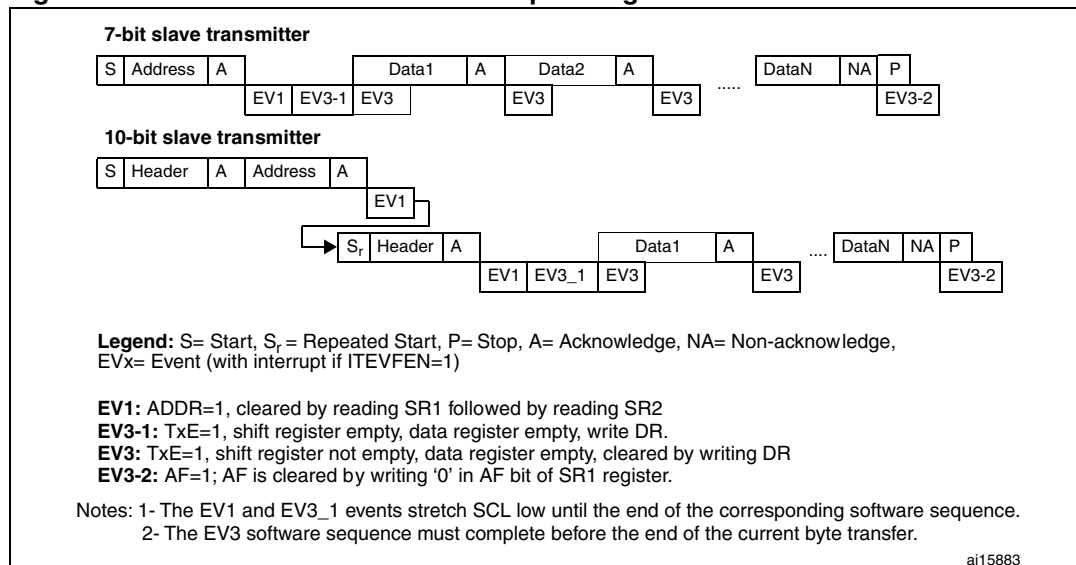 7-bit slave transmitter
S Address A Data1 A Data2 A ..... DataN NA P
EV1 EV3-1 EV3 EV3 EV3 EV3-2
10-bit slave transmitter
S Header A Address A
EV1
Sr Header A Data1 A .... DataN NA P
EV1 EV3_1 EV3 EV3 EV3-2
Legend: S= Start, Sr = Repeated Start, P= Stop, A= Acknowledge, NA= Non-acknowledge,
EVx= Event (with interrupt if ITEVFEN=1)
EV1: ADDR=1, cleared by reading SR1 followed by reading SR2
EV3-1: TxE=1, shift register empty, data register empty, write DR.
EV3: TxE=1, shift register not empty, data register empty, cleared by writing DR
EV3-2: AF=1; AF is cleared by writing ‘0’ in AF bit of SR1 register.
Notes: 1- The EV1 and EV3_1 events stretch SCL low until the end of the corresponding software sequence.
2- The EV3 software sequence must complete before the end of the current byte transfer.
ai15883